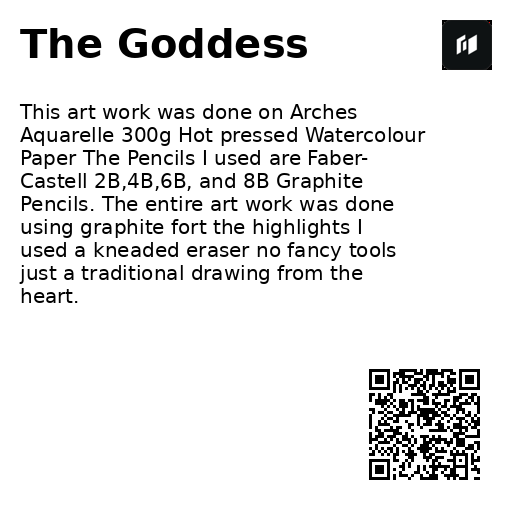 The Goddess
This art work was done on Arches
Aquarelle 300g Hot pressed Watercolour
Paper The Pencils I used are Faber-
Castell 2B,4B,6B, and 8B Graphite
Pencils. The entire art work was done
using graphite fort the highlights I
used a kneaded eraser no fancy tools
just a traditional drawing from the
heart.